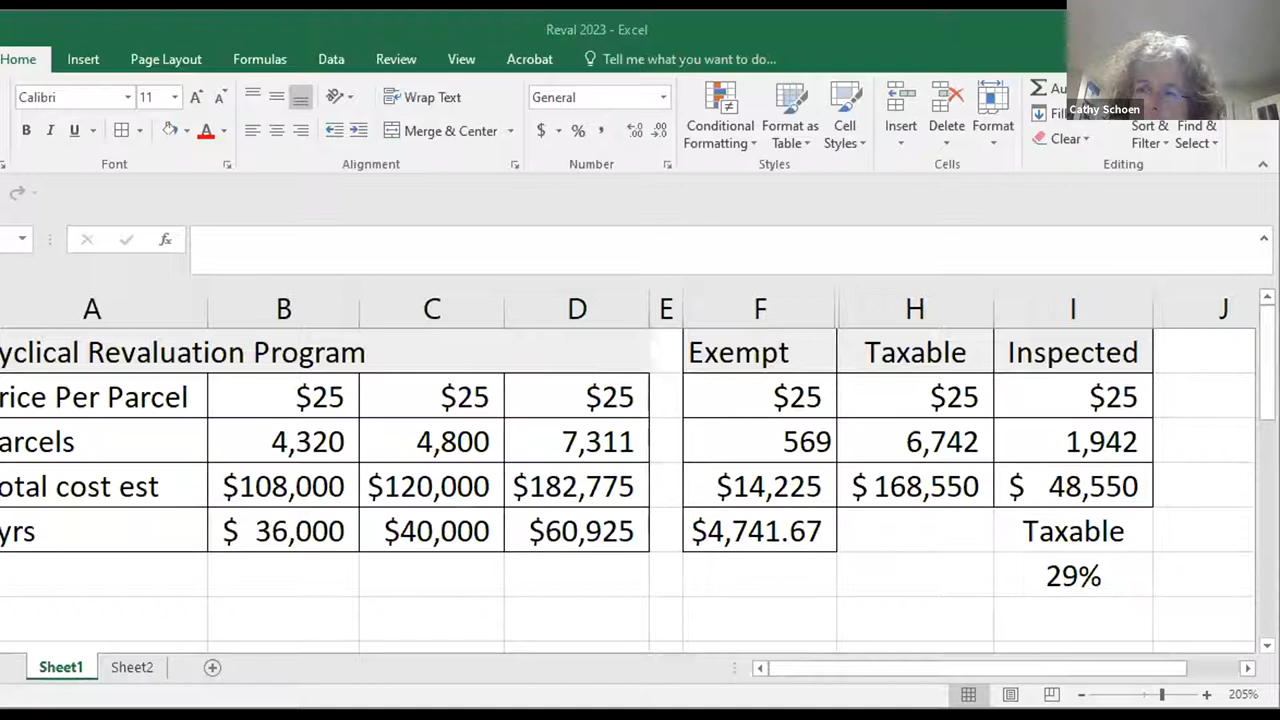 Reval 2023 - Excel
Home Insert Page Layout Formulas Data Review View Acrobat Tell me what you want to do...
Calibri 11 A A Wrap Text General Conditional Formatting Format as Table Cell Styles Insert Delete Format Σ Au
B I U A Merge & Center $ % , .00 Fil Clear Sort & Filter Find & Select
Font Alignment Number Styles Cells Editing
Cathy Schoen
fx
A B C D E F H I J
yclical Revaluation Program Exempt Taxable Inspected
rice Per Parcel $25 $25 $25 $25 $25 $25
arcels 4,320 4,800 7,311 569 6,742 1,942
otal cost est $108,000 $120,000 $182,775 $14,225 $ 168,550 $ 48,550
yrs $ 36,000 $40,000 $60,925 $4,741.67 Taxable
29%
Sheet1 Sheet2
205%